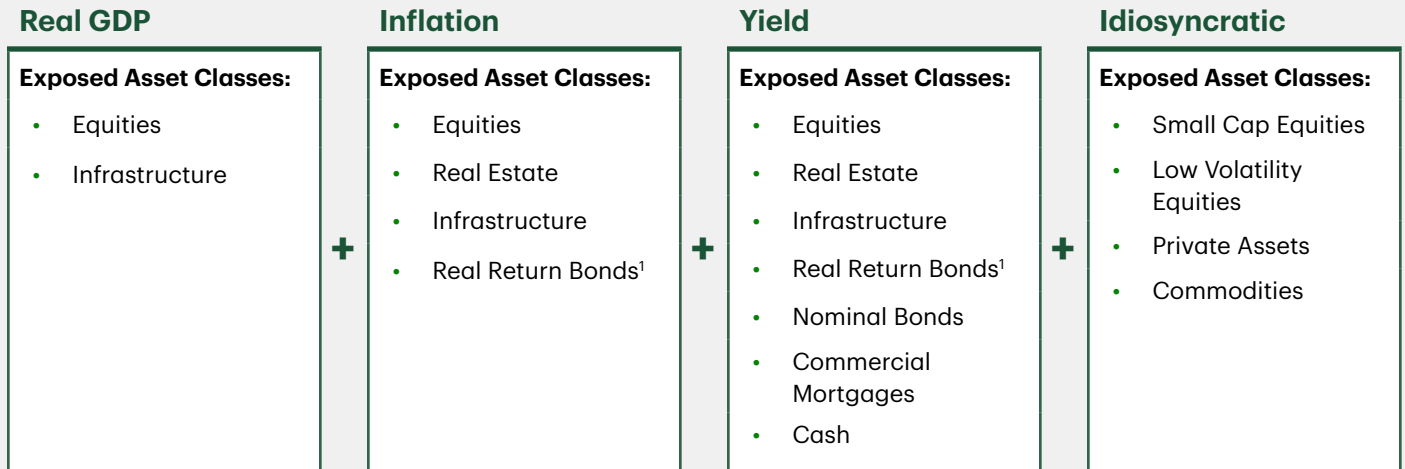 Real GDP
Exposed Asset Classes:
• Equities
• Infrastructure
+
Inflation
Exposed Asset Classes:
• Equities
• Real Estate
• Infrastructure
• Real Return Bonds¹
+
Yield
Exposed Asset Classes:
• Equities
• Real Estate
• Infrastructure
• Real Return Bonds¹
• Nominal Bonds
• Commercial
Mortgages
• Cash
+
Idiosyncratic
Exposed Asset Classes:
• Small Cap Equities
• Low Volatility
Equities
• Private Assets
• Commodities